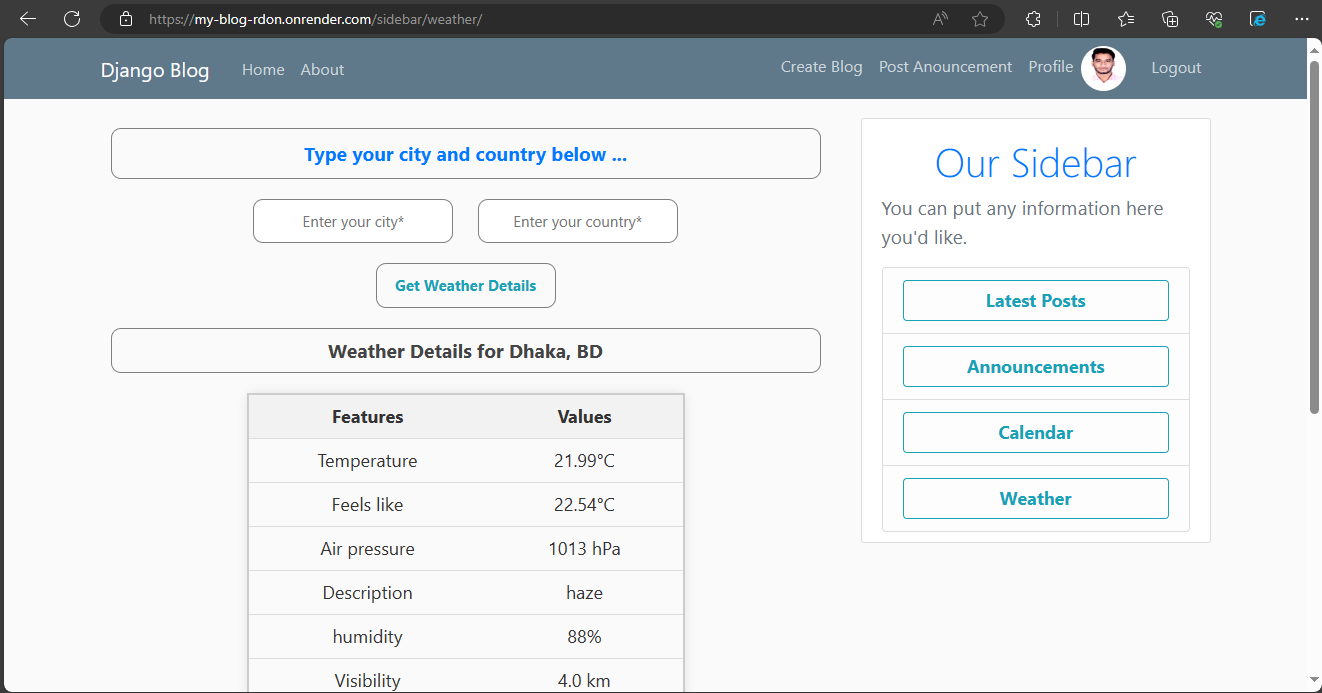 https://my-blog-rdon.onrender.com/sidebar/weather/
Django Blog Home About Create Blog Post Anouncement Profile Logout
Type your city and country below ...
Enter your city* Enter your country*
Get Weather Details
Weather Details for Dhaka, BD
Features Values
Temperature 21.99°C
Feels like 22.54°C
Air pressure 1013 hPa
Description haze
humidity 88%
Visibility 4.0 km
Our Sidebar
You can put any information here
you'd like.
Latest Posts
Announcements
Calendar
Weather